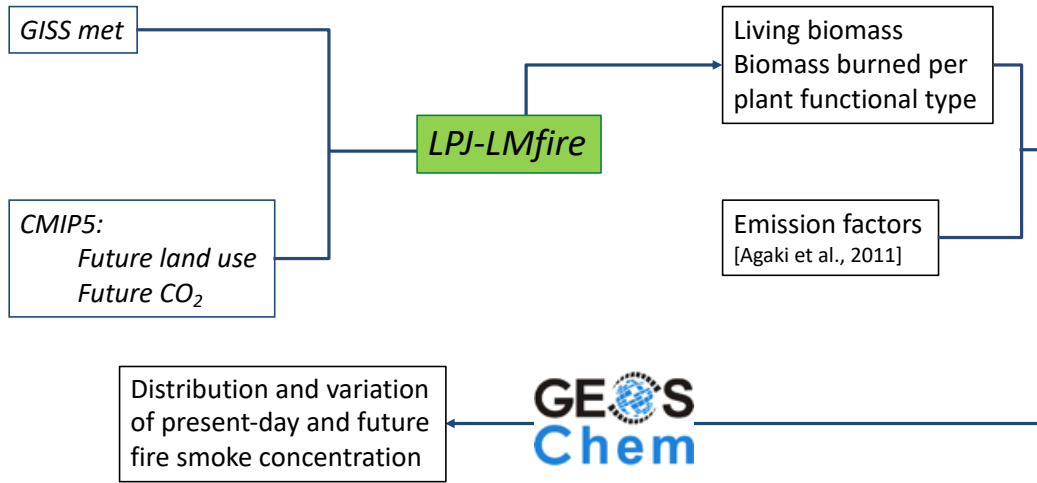 GISS met
CMIP5:
Future land use
Future CO₂
LPJ-LMfire
Living biomass
Biomass burned per
plant functional type
Emission factors
[Agaki et al., 2011]
GEOS
Chem
Distribution and variation
of present-day and future
fire smoke concentration